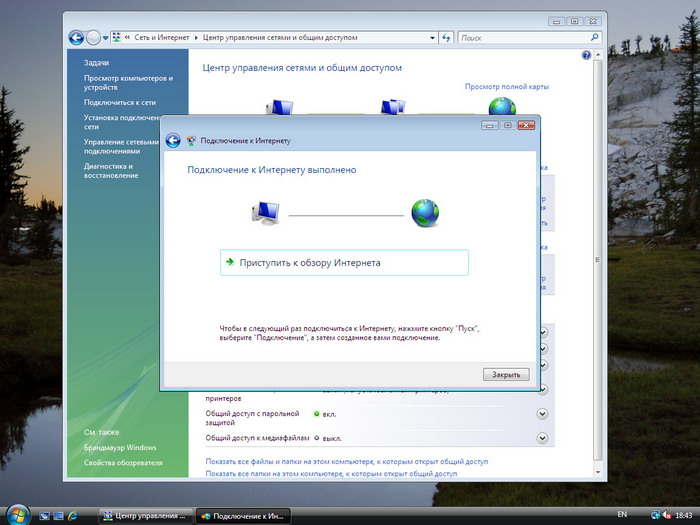 Сеть и Интернет
Центр управления сетями и общим доступом
Поиск
Задачи
Просмотр компьютеров и
устройств
Подключиться к сети
Установка подключен
сети
Управление сетевыми
подключениями
Диагностика и
восстановление
Центр управления сетями и общим доступом
Просмотр полной карты
Подключение к Интернету
Подключение к Интернету выполнено
Приступить к обзору Интернета
Чтобы в следующий раз подключиться к Интернету, нажмите кнопку "Пуск",
выберите "Подключение", а затем созданное вами подключение.
Закрыть
принтеров
Общий доступ с парольной
защитой
вкл.
Общий доступ к медиафайлам
выкл.
Показать все файлы и папки на этом компьютере, к которым открыт общий доступ
Показать все папки на этом компьютере, к которым открыт общий доступ
См. также
Брандмауэр Windows
Свойства обозревателя
Центр управления ...
Подключение к Ин...
EN
18:43